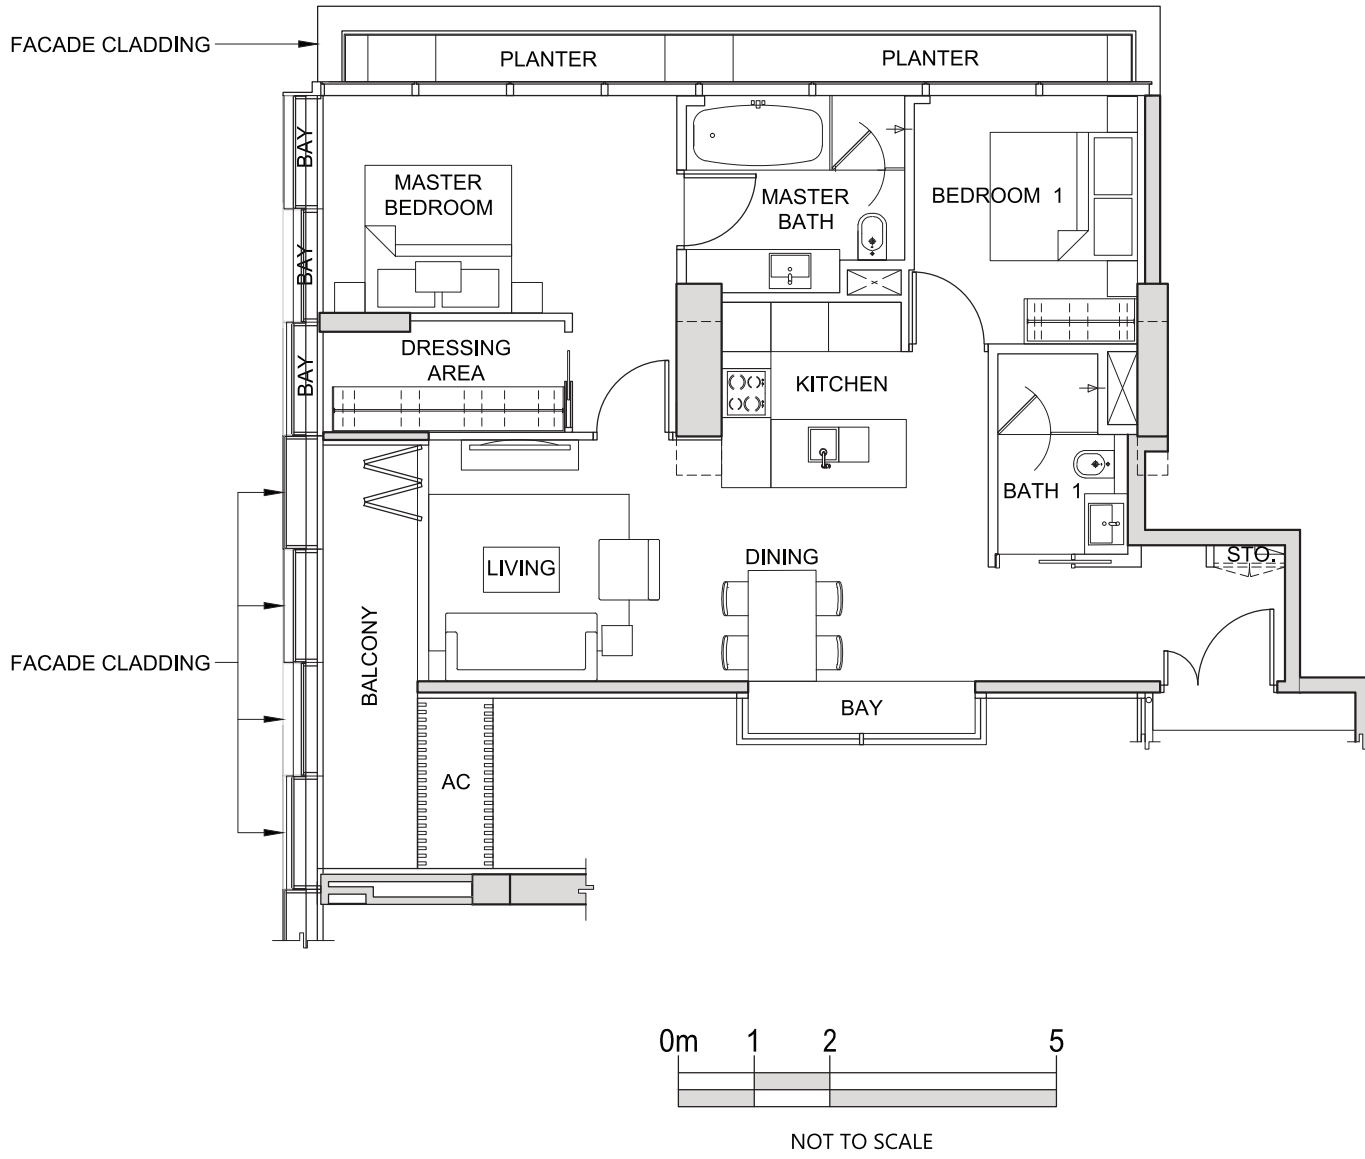 FACADE CLADDING
PLANTER
PLANTER
BAY
MASTER
BEDROOM
MASTER
BATH
BEDROOM 1
BAY
DRESSING
AREA
BAY
KITCHEN
BATH 1
DINING
STO.
LIVING
BALCONY
FACADE CLADDING
BAY
AC
0m 1 2 5
NOT TO SCALE